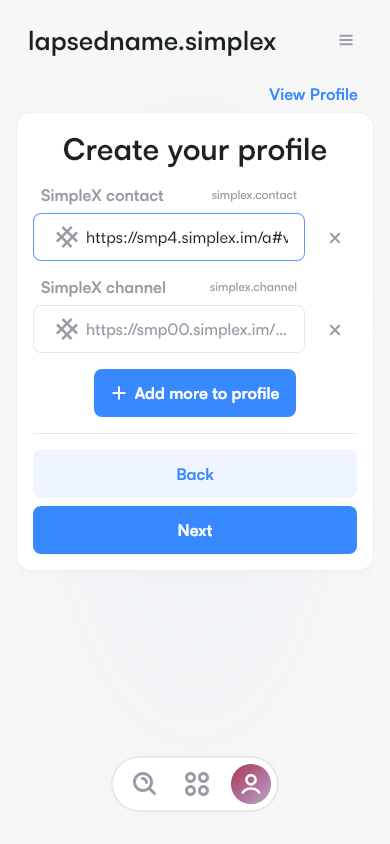 lapsedname.simplex
View Profile
Create your profile
SimpleX contact simplex.contact
https://smp4.simplex.im/a#
SimpleX channel simplex.channel
https://smp00.simplex.im/...
Add more to profile
Back
Next